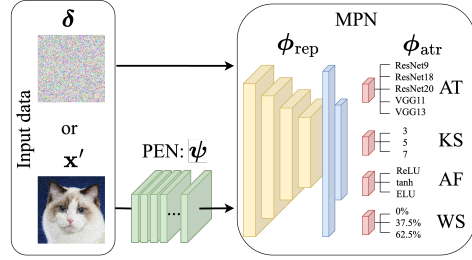 MPN
δ
ϕrep
ϕatr
Input data
or
x′
PEN: ψ
...
ResNet9
ResNet18
ResNet20
VGG11
VGG13
AT
3
5
7
KS
ReLU
tanh
ELU
AF
0%
37.5%
62.5%
WS